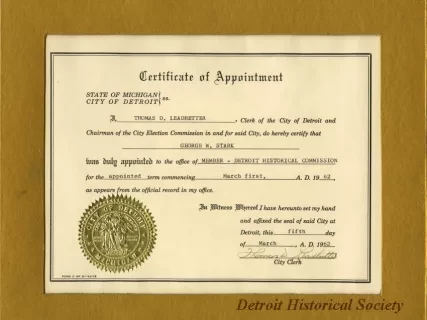 Certificate of Appointment
STATE OF MICHIGAN
CITY OF DETROIT } ss.
I, THOMAS D. LEADBETTER, Clerk of the City of Detroit and
Chairman of the City Election Commission in and for said City, do hereby certify that
GEORGE W. STARK
was duly appointed to the office of MEMBER - DETROIT HISTORICAL COMMISSION
for the appointed term commencing March first, A. D. 1962,
as appears from the official record in my office.
In Witness Whereof I have hereunto set my hand
and affixed the seal of said City at
Detroit, this fifth day
of March, A. D. 1962
City Clerk
Detroit Historical Society